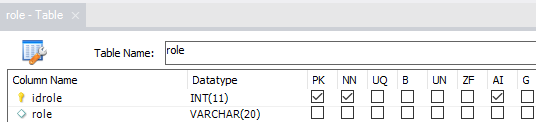 role - Table ×
Table Name: role
Column Name Datatype PK NN UQ B UN ZF AI G
idrole INT(11)
role VARCHAR(20)